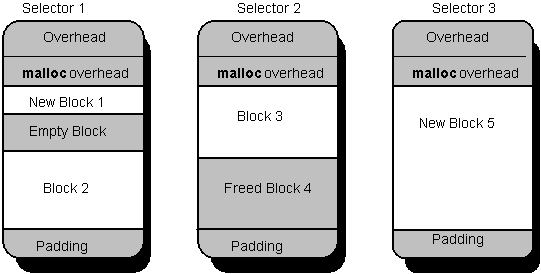 Selector 1
Overhead
malloc overhead
New Block 1
Empty Block
Block 2
Padding
Selector 2
Overhead
malloc overhead
Block 3
Freed Block 4
Padding
Selector 3
Overhead
malloc overhead
New Block 5
Padding